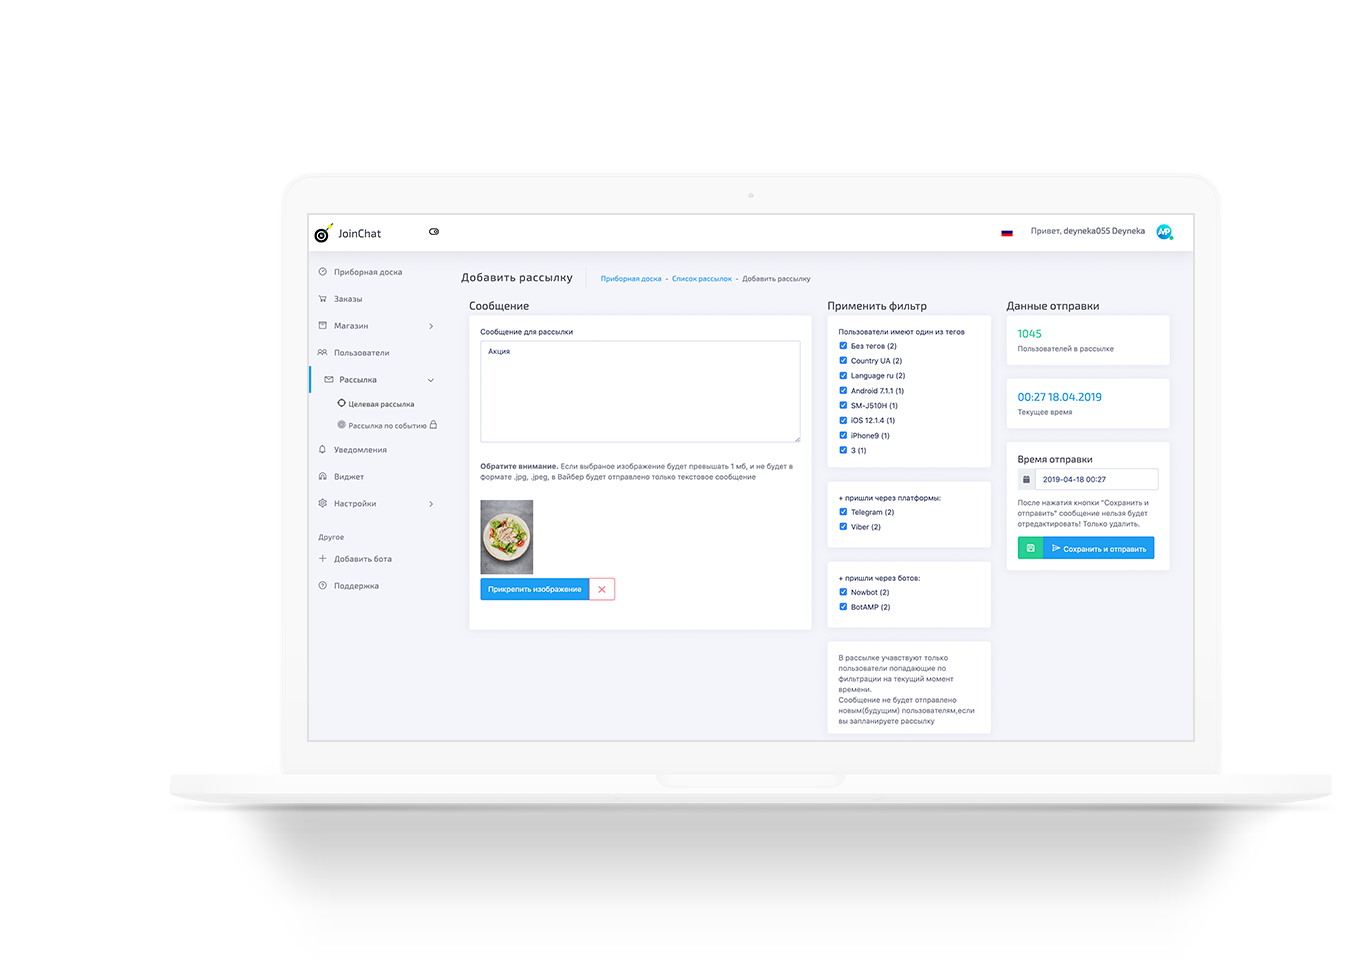 JoinChat
Привет, deyneka055 Deyneka
Приборная доска
Заказы
Магазин
Пользователи
Рассылка
Целевая рассылка
Рассылка по событию
Уведомления
Виджет
Настройки
Другое
Добавить бота
Поддержка
Добавить рассылку
Приборная доска - Список рассылок - Добавить рассылку
Сообщение
Сообщение для рассылки
Акция
Обратите внимание. Если выбраное изображение будет превышать 1 мб, и не будет в
формате .jpg, .jpeg, в Вайбер будет отправлено только текстовое сообщение
Прикрепить изображение
Применить фильтр
Пользователи имеют один из тегов
Без тегов (2)
Country UA (2)
Language ru (2)
Android 7.1.1 (1)
SM-J510H (1)
iOS 12.1.4 (1)
iPhone9 (1)
3 (1)
+ пришли через платформы:
Telegram (2)
Viber (2)
+ пришли через ботов:
Nowbot (2)
BotAMP (2)
В рассылке учавствуют только
пользователи попадающие по
фильтрации на текущий момент
времени.
Сообщение не будет отправлено
новым(будущим) пользователям,если
вы запланируете рассылку
Данные отправки
1045
Пользователей в рассылке
00:27 18.04.2019
Текущее время
Время отправки
2019-04-18 00:27
После нажатия кнопки "Сохранить и
отправить" сообщение нельзя будет
отредактировать! Только удалить.
Сохранить и отправить